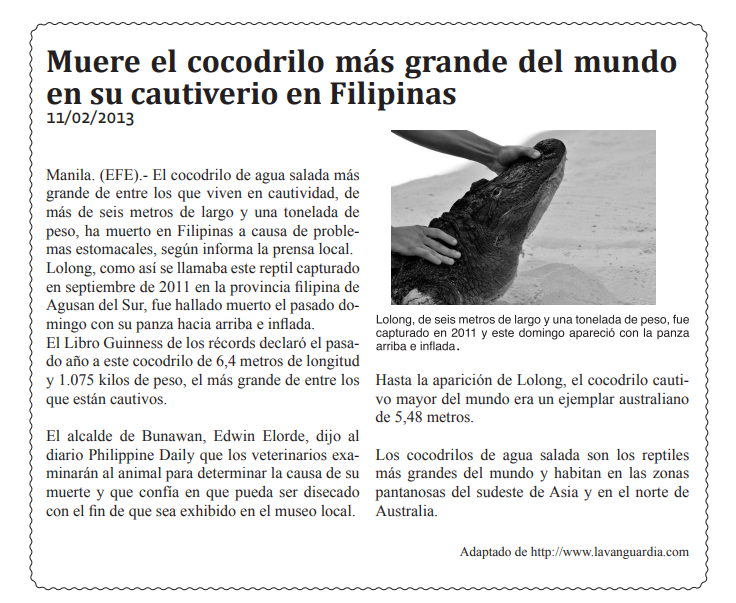 Muere el cocodrilo más grande del mundo
en su cautiverio en Filipinas
11/02/2013
Manila. (EFE).- El cocodrilo de agua salada más
grande de entre los que viven en cautividad, de
más de seis metros de largo y una tonelada de
peso, ha muerto en Filipinas a causa de proble-
mas estomacales, según informa la prensa local.
Lolong, como así se llamaba este reptil capturado
en septiembre de 2011 en la provincia filipina de
Agusan del Sur, fue hallado muerto el pasado do-
mingo con su panza hacia arriba e inflada.
El Libro Guinness de los récords declaró el pasa-
do año a este cocodrilo de 6,4 metros de longitud
y 1.075 kilos de peso, el más grande de entre los
que están cautivos.
El alcalde de Bunawan, Edwin Elorde, dijo al
diario Philippine Daily que los veterinarios exa-
minarán al animal para determinar la causa de su
muerte y que confía en que pueda ser disecado
con el fin de que sea exhibido en el museo local.
Lolong, de seis metros de largo y una tonelada de peso, fue
capturado en 2011 y este domingo apareció con la panza
arriba e inflada.
Hasta la aparición de Lolong, el cocodrilo cauti-
vo mayor del mundo era un ejemplar australiano
de 5,48 metros.
Los cocodrilos de agua salada son los reptiles
más grandes del mundo y habitan en las zonas
pantanosas del sudeste de Asia y en el norte de
Australia.
Adaptado de http://www.lavanguardia.com